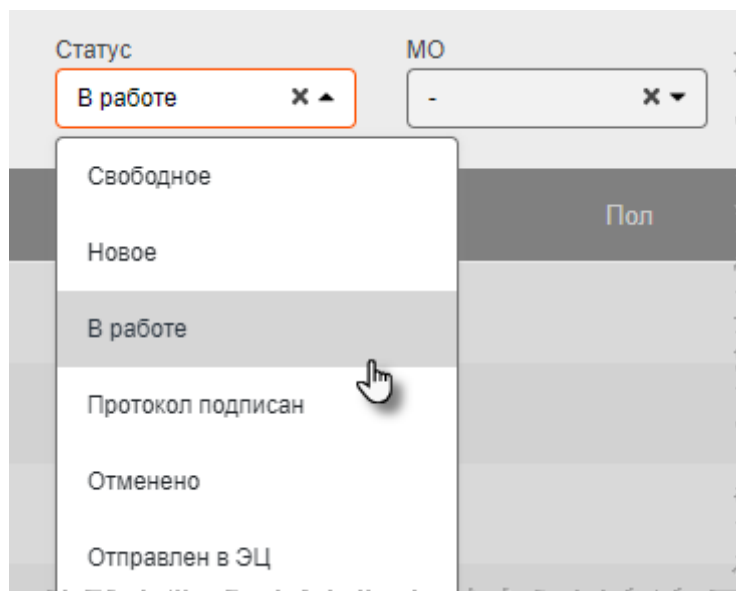 Статус МО
В работе -
Свободное
Пол
Новое
В работе
Протокол подписан
Отменено
Отправлен в ЭЦ